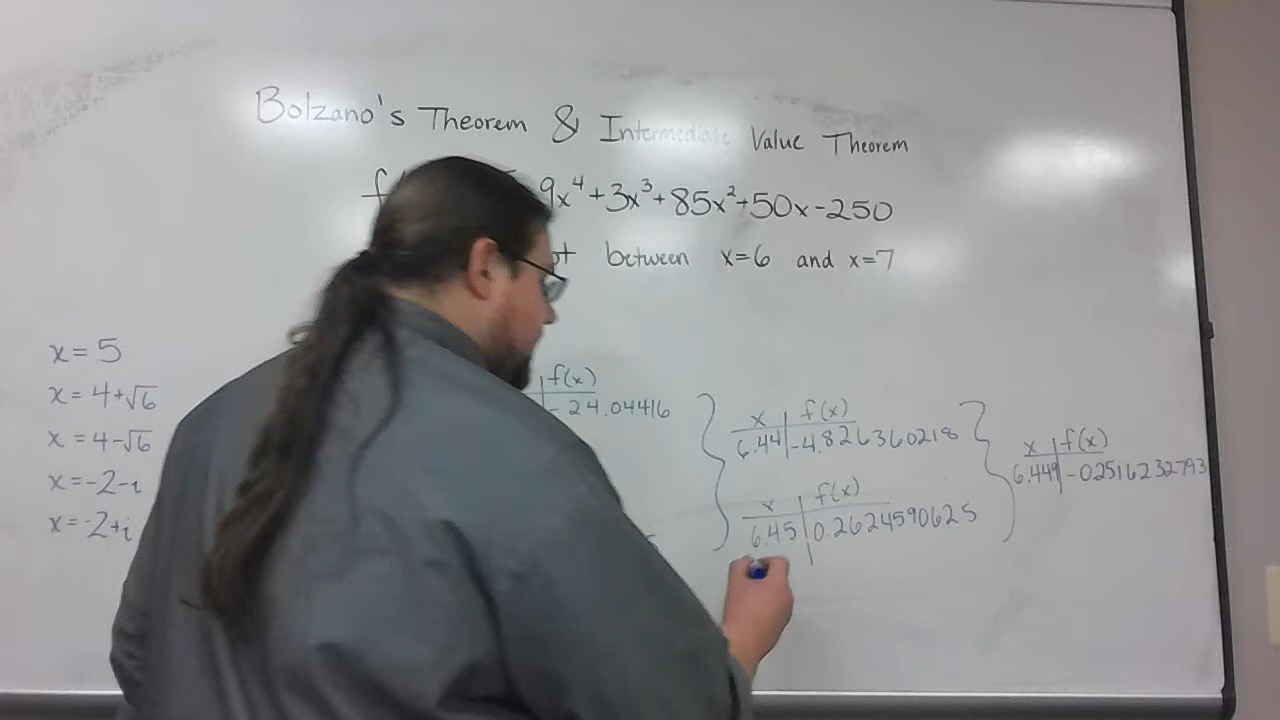 Bolzano's Theorem & Intermediate Value Theorem
f 9x⁴+3x³+85x²+50x-250
between x=6 and x=7
x=5
x=4+√6
x=4-√6
x=-2-i
x=-2+i
f(x)
-24.04416
x f(x)
6.44 -4.826360218
x f(x)
6.45 0.2624590625
x f(x)
6.449 -0.2516232793